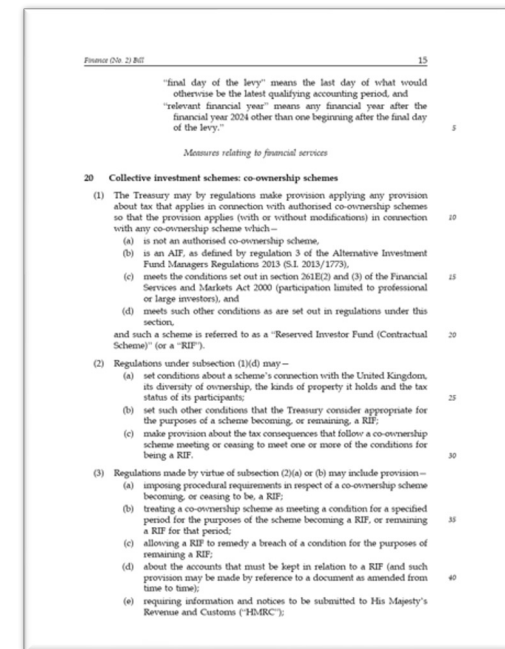 Finance (No. 2) Bill 15
“final day of the levy” means the last day of what would
otherwise be the latest qualifying accounting period, and
“relevant financial year” means any financial year after the
financial year 2024 other than one beginning after the final day
of the levy.” 5
Measures relating to financial services
20 Collective investment schemes: co-ownership schemes
(1) The Treasury may by regulations make provision applying any provision
about tax that applies in connection with authorised co-ownership schemes
so that the provision applies (with or without modifications) in connection 10
with any co-ownership scheme which—
(a) is not an authorised co-ownership scheme,
(b) is an AIF, as defined by regulation 3 of the Alternative Investment
Fund Managers Regulations 2013 (S.I. 2013/1773),
(c) meets the conditions set out in section 261E(2) and (3) of the Financial 15
Services and Markets Act 2000 (participation limited to professional
or large investors), and
(d) meets such other conditions as are set out in regulations under this
section,
and such a scheme is referred to as a “Reserved Investor Fund (Contractual 20
Scheme)” (or a “RIF”).
(2) Regulations under subsection (1)(d) may—
(a) set conditions about a scheme’s connection with the United Kingdom,
its diversity of ownership, the kinds of property it holds and the tax
status of its participants; 25
(b) set such other conditions that the Treasury consider appropriate for
the purposes of a scheme becoming, or remaining, a RIF;
(c) make provision about the tax consequences that follow a co-ownership
scheme meeting or ceasing to meet one or more of the conditions for
being a RIF. 30
(3) Regulations made by virtue of subsection (2)(a) or (b) may include provision—
(a) imposing procedural requirements in respect of a co-ownership scheme
becoming, or ceasing to be, a RIF;
(b) treating a co-ownership scheme as meeting a condition for a specified
period for the purposes of the scheme becoming a RIF, or remaining 35
a RIF for that period;
(c) allowing a RIF to remedy a breach of a condition for the purposes of
remaining a RIF;
(d) about the accounts that must be kept in relation to a RIF (and such
provision may be made by reference to a document as amended from 40
time to time);
(e) requiring information and notices to be submitted to His Majesty’s
Revenue and Customs (“HMRC”);